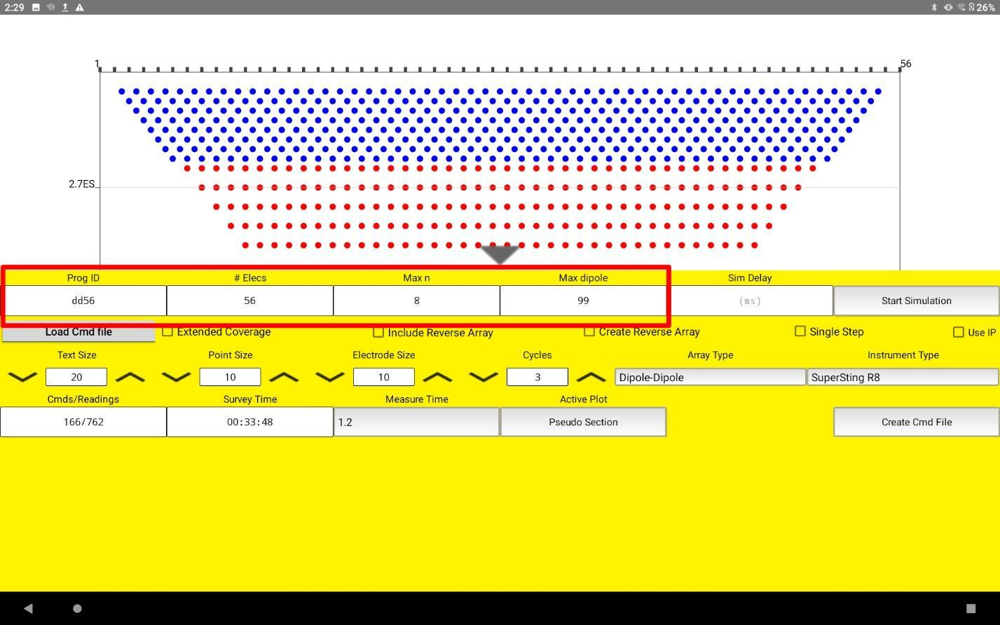 2:29 26%
1 56
2.7ES
Prog ID # Elecs Max n Max dipole Sim Delay
dd56 56 8 99 (ms) Start Simulation
Load Cmd file Extended Coverage Include Reverse Array Create Reverse Array Single Step Use IP
Text Size Point Size Electrode Size Cycles Array Type Instrument Type
20 10 10 3 Dipole-Dipole SuperSting R8
Cmds/Readings Survey Time Measure Time Active Plot
166/762 00:33:48 1.2 Pseudo Section Create Cmd File